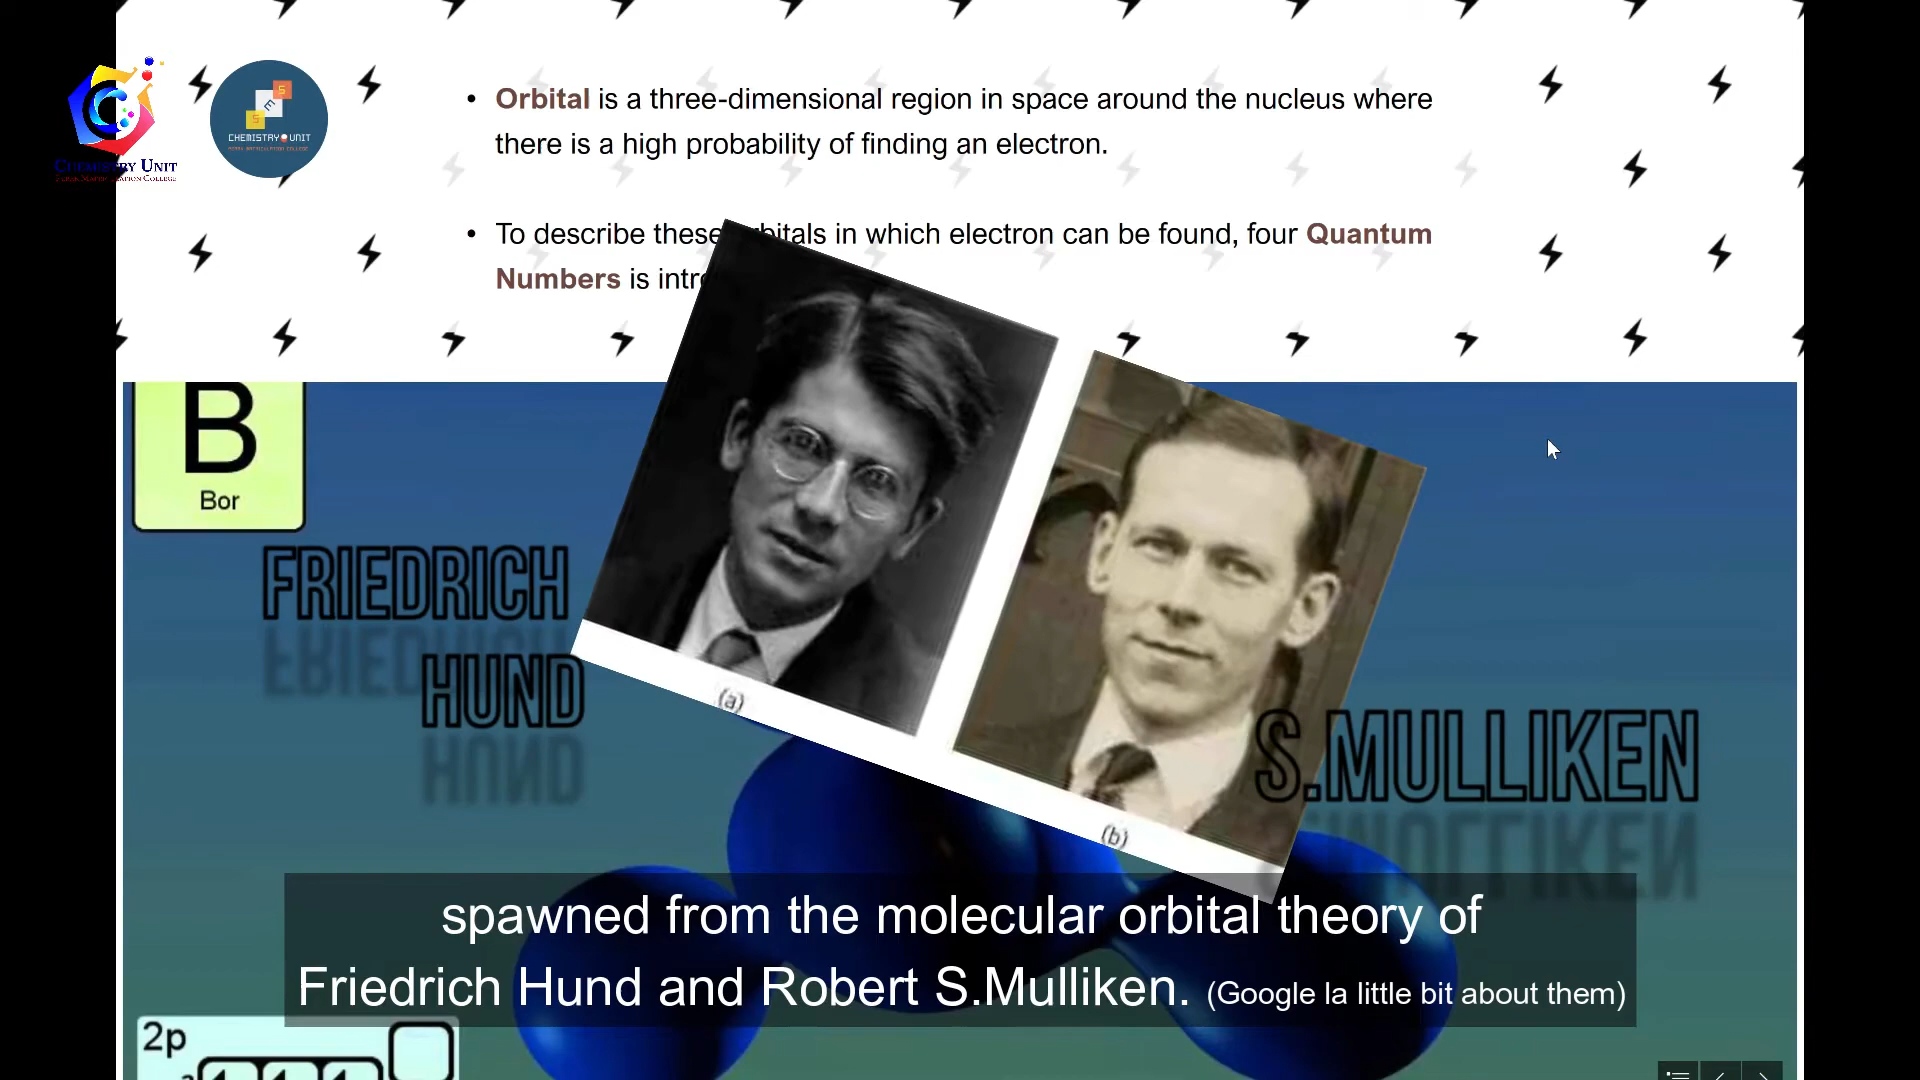 CHEMISTRY UNIT
CHEMISTRY UNIT
S
E
S
• Orbital is a three-dimensional region in space around the nucleus where
there is a high probability of finding an electron.
• To describe these orbitals in which electron can be found, four Quantum
Numbers is intr
B
Bor
FRIEDRICH
HUND
(a)
(b)
S.MULLIKEN
spawned from the molecular orbital theory of
Friedrich Hund and Robert S.Mulliken. (Google la little bit about them)
2p